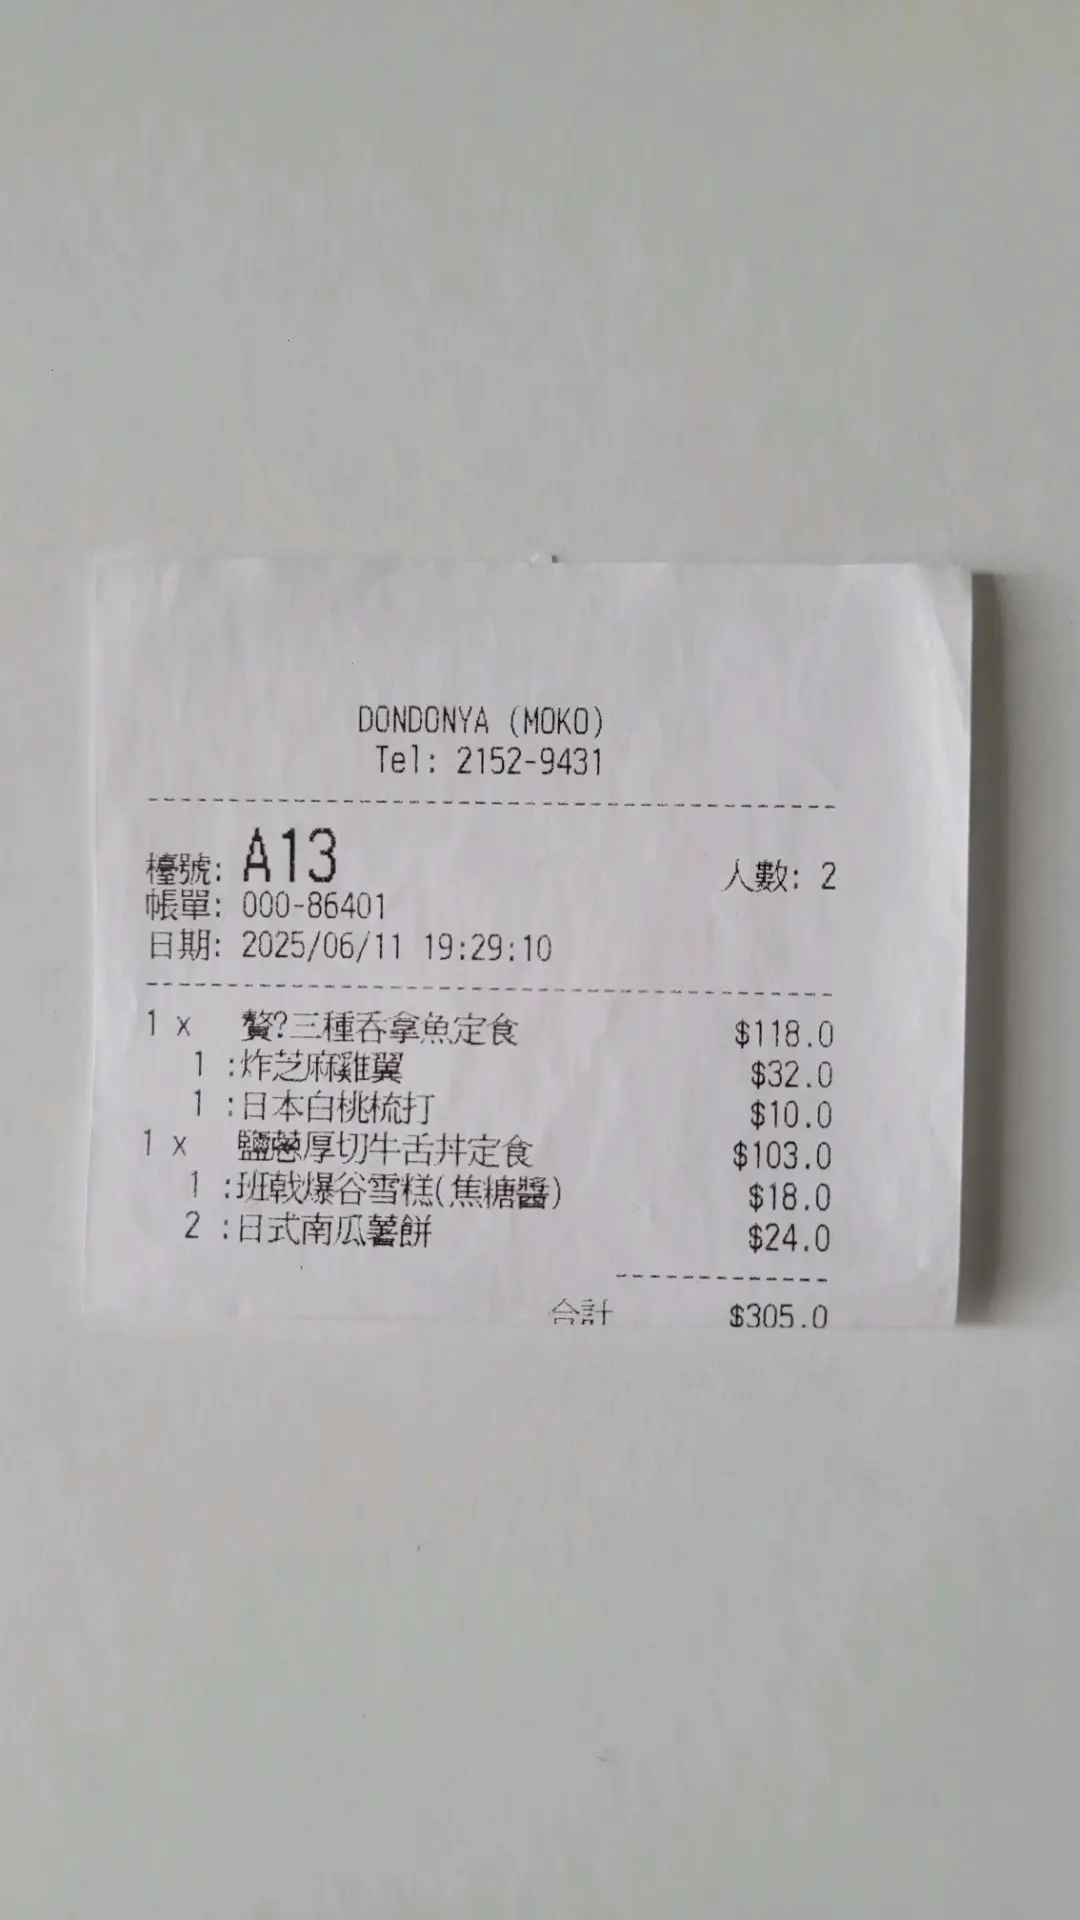 DONDONYA (MOKO)
Tel: 2152-9431
檯號: A13 人數: 2
帳單: 000-86401
日期: 2025/06/11 19:29:10
1 x 贅?三種吞拿魚定食 $118.0
1 :炸芝麻雞翼 $32.0
1 :日本白桃梳打 $10.0
1 x 鹽蔥厚切牛舌丼定食 $103.0
1 :班戟爆谷雪糕(焦糖醬) $18.0
2 :日式南瓜薯餅 $24.0
合計 $305.0